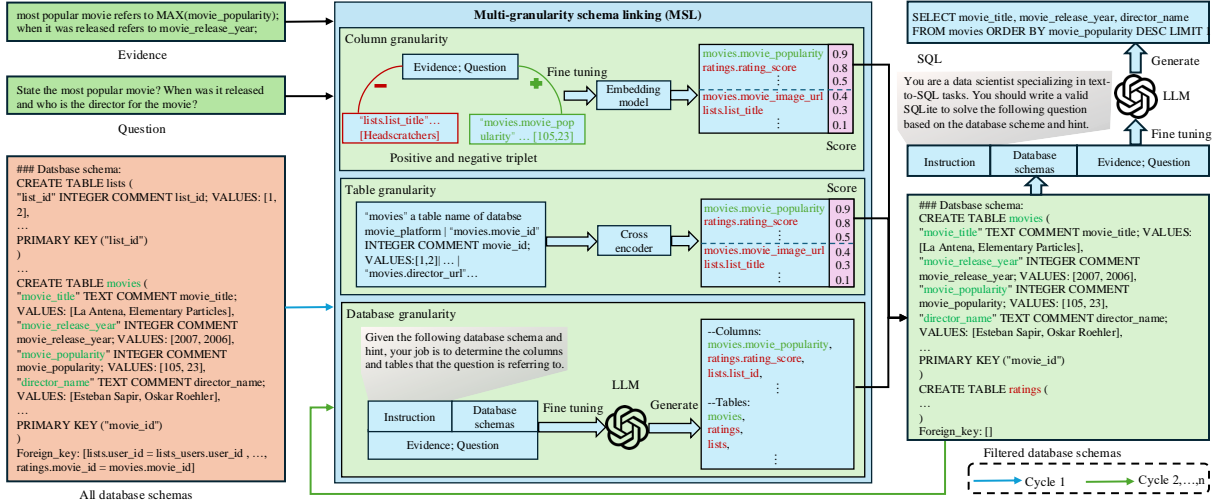 most popular movie refers to MAX(movie_popularity);
when it was released refers to movie_release_year;
Evidence
State the most popular movie? When was it released
and who is the director for the movie?
Question
### Datsbase schema:
CREATE TABLE lists (
"list_id" INTEGER COMMENT list_id; VALUES: [1,
2],
…
PRIMARY KEY ("list_id")
)
…
CREATE TABLE movies (
"movie_title" TEXT COMMENT movie_title;
VALUES: [La Antena, Elementary Particles],
"movie_release_year" INTEGER COMMENT
movie_release_year; VALUES: [2007, 2006],
"movie_popularity" INTEGER COMMENT
movie_popularity; VALUES: [105, 23],
"director_name" TEXT COMMENT director_name;
VALUES: [Esteban Sapir, Oskar Roehler],
…
PRIMARY KEY ("movie_id")
)
Foreign_key: [lists.user_id = lists_users.user_id , …,
ratings.movie_id = movies.movie_id]
All database schemas
Multi-granularity schema linking (MSL)
Column granularity
Evidence; Question
"lists.list_title"…
[Headscratchers]
"movies.movie_pop
ularity" … [105,23]
Positive and negative triplet
Fine tuning
Embedding
model
movies.movie_popularity 0.9
ratings.rating_score 0.8
⋮ 0.5
movies.movie_image_url 0.4
lists.list_title 0.3
⋮ 0.1
Score
Table granularity
"movies" a table name of databse
movie_platform | "movies.movie_id"
INTEGER COMMENT movie_id;
VALUES:[1,2]| … |
"movies.director_url"…
Cross
encoder
Score
movies.movie_popularity 0.9
ratings.rating_score 0.8
⋮ 0.5
movies.movie_image_url 0.4
lists.list_title 0.3
⋮ 0.1
Database granularity
Given the following database schema and
hint, your job is to determine the columns
and tables that the question is referring to.
Instruction
Database
schemas
Evidence; Question
Fine tuning
LLM
Generate
--Columns:
movies.movie_popularity,
ratings.rating_score,
lists.list_id,
⋮
--Tables:
movies,
ratings,
lists,
⋮
SELECT movie_title, movie_release_year, director_name
FROM movies ORDER BY movie_popularity DESC LIMIT
SQL
Generate
You are a data scientist specializing in text-
to-SQL tasks. You should write a valid
SQLite to solve the following question
based on the database scheme and hint.
LLM
Fine tuning
Instruction
Database
schemas
Evidence; Question
### Datsbase schema:
CREATE TABLE movies (
"movie_title" TEXT COMMENT movie_title; VALUES:
[La Antena, Elementary Particles],
"movie_release_year" INTEGER COMMENT
movie_release_year; VALUES: [2007, 2006],
"movie_popularity" INTEGER COMMENT
movie_popularity; VALUES: [105, 23],
"director_name" TEXT COMMENT director_name;
VALUES: [Esteban Sapir, Oskar Roehler],
…
PRIMARY KEY ("movie_id")
)
CREATE TABLE ratings (
…
)
Foreign_key: []
Filtered database schemas
Cycle 1
Cycle 2,…,n